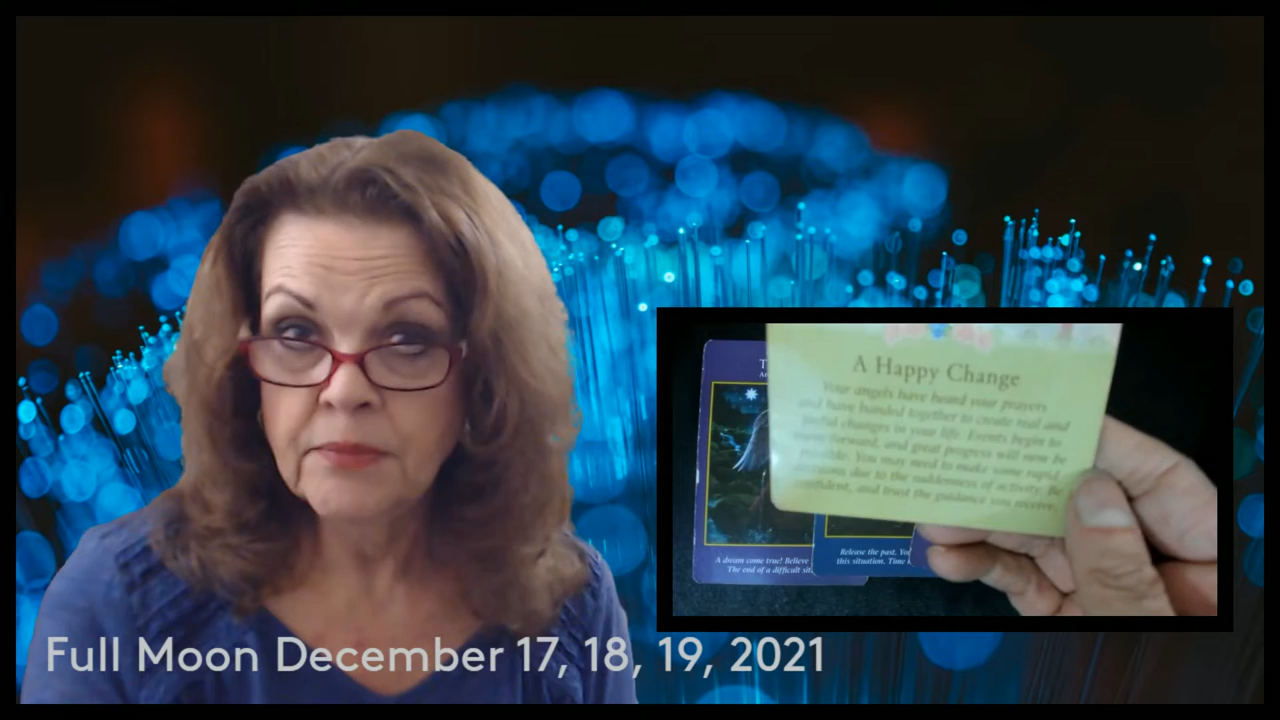 T
A Happy Change
Your angels have heard your prayers
and have banded together to create real and
joyful changes in your life. Events begin to
move forward, and great progress will now be
possible. You may need to make some rapid
due to the suddenness of activity. Be
confident, and trust the guidance you receive.
A dream come true! Believe
The end of a difficult sit
Release the past. Yo
this situation. Time
Full Moon December 17, 18, 19, 2021